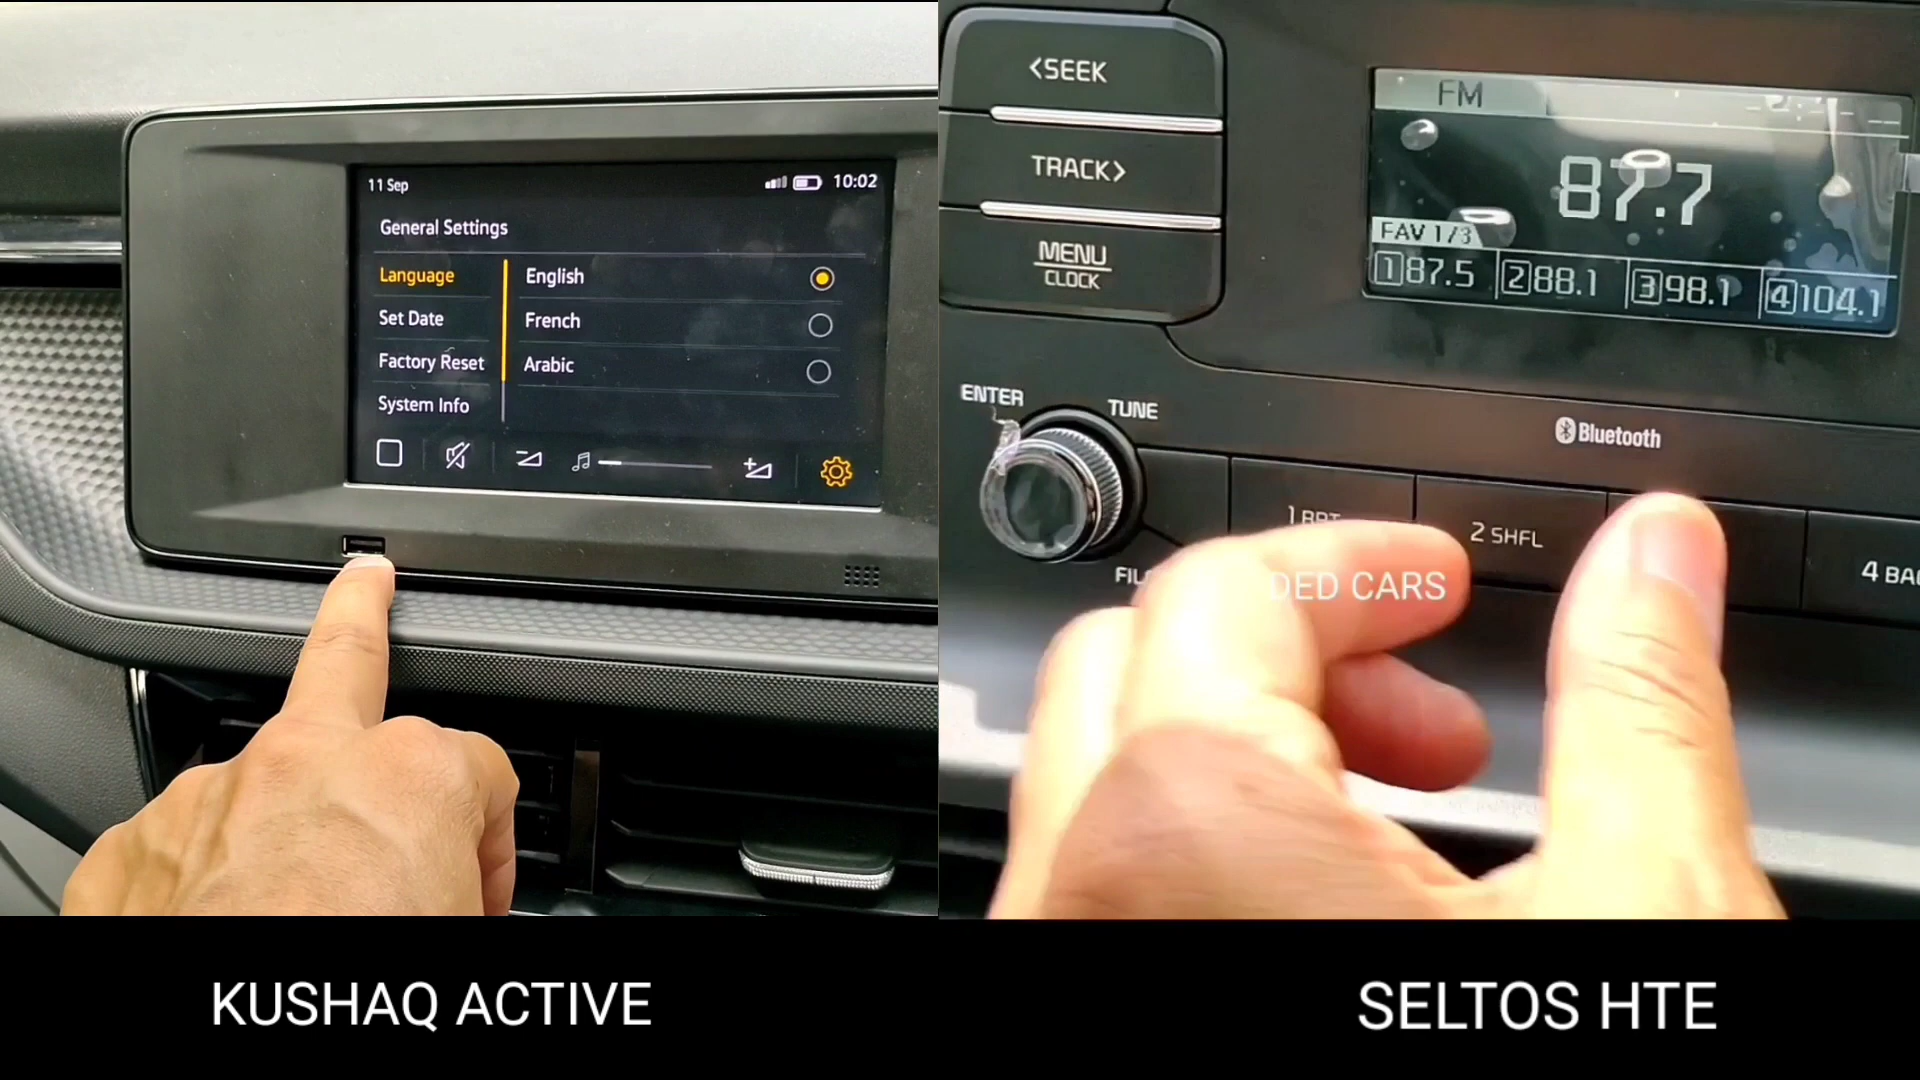 11 Sep
10:02
General Settings
Language
English
Set Date
French
Factory Reset
Arabic
System Info
<SEEK
TRACK>
MENU
CLOCK
FM
87.7
FAV 1/3
1 87.5
2 88.1
3 98.1
4 104.1
ENTER
TUNE
Bluetooth
2 SHFL
DED CARS
KUSHAQ ACTIVE
SELTOS HTE